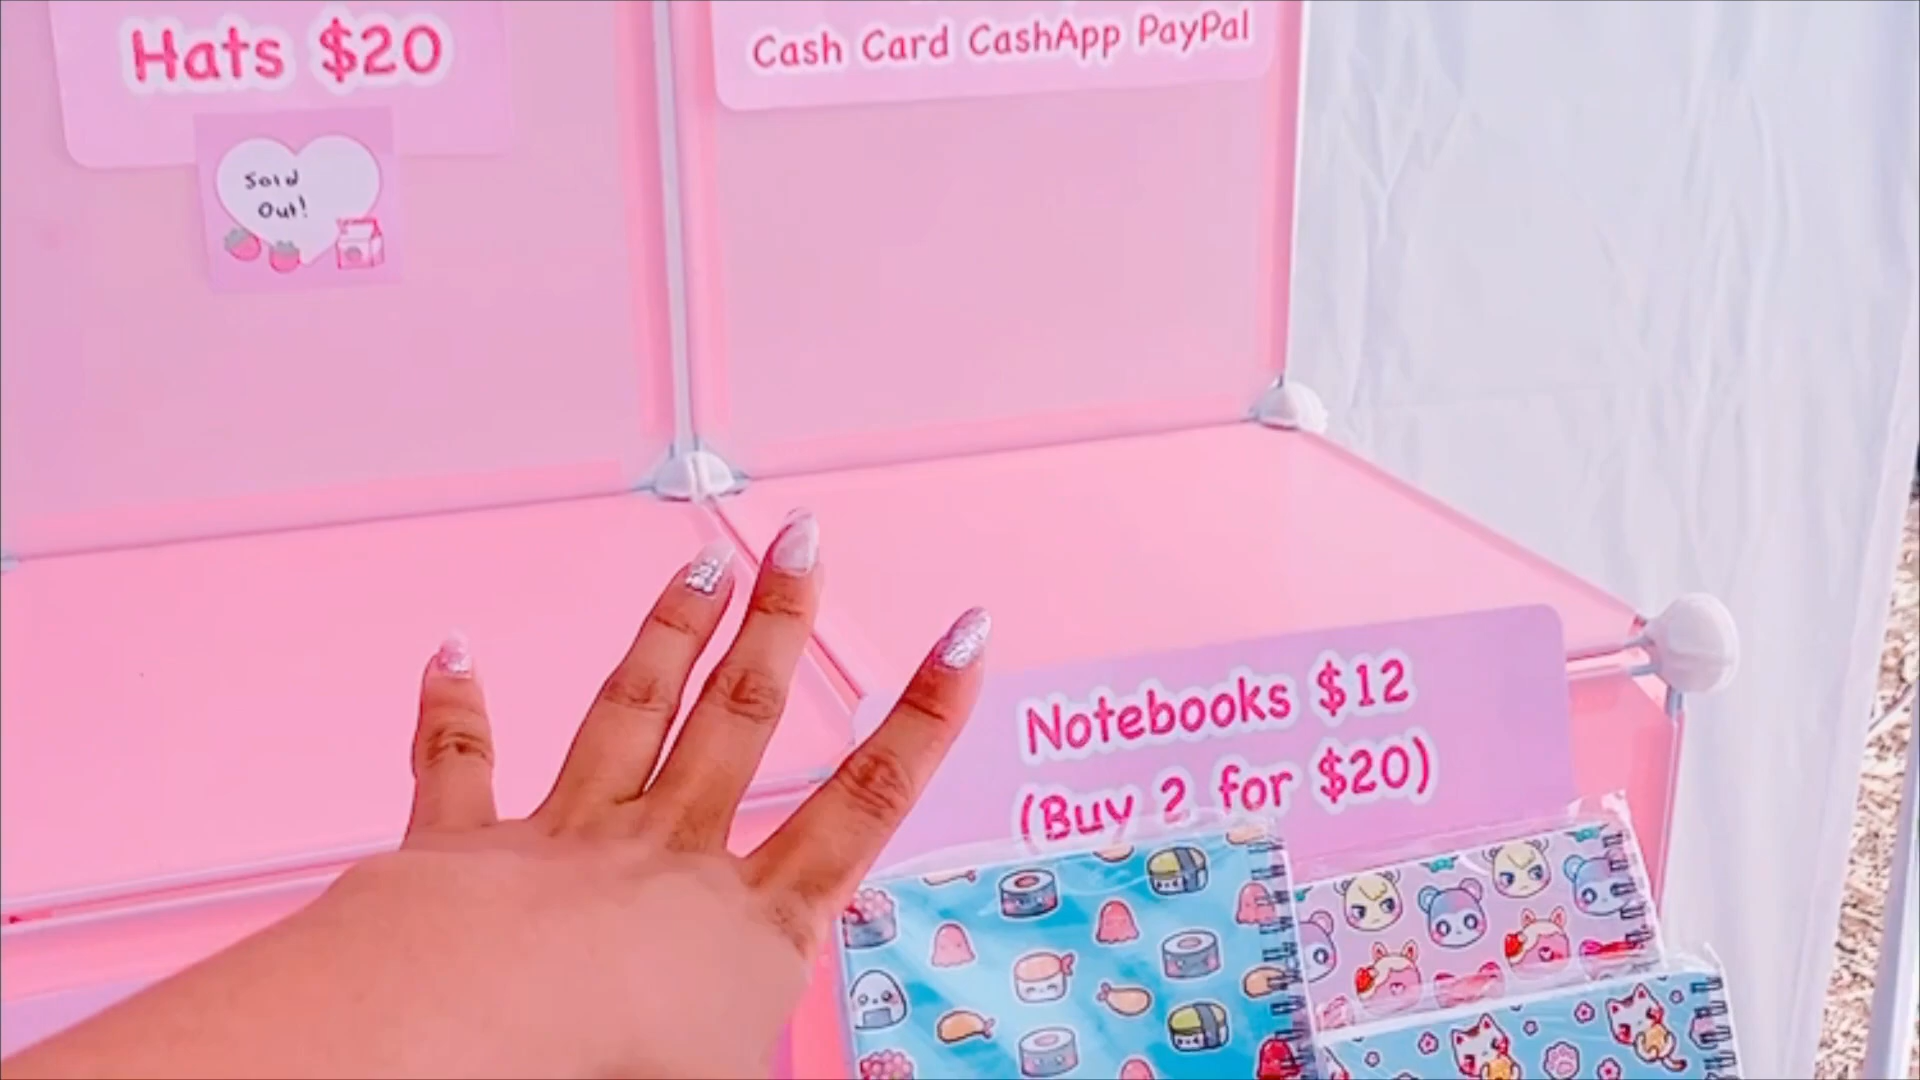 Hats $20
Sold
Out!
Cash Card CashApp PayPal
Notebooks $12
(Buy 2 for $20)